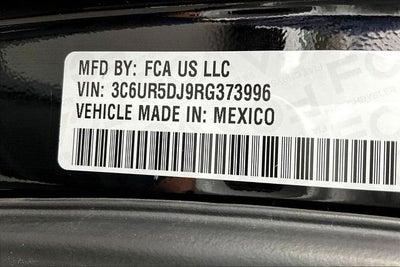 MFD BY: FCA US LLC
VIN: 3C6UR5DJ9RG373996
VEHICLE MADE IN: MEXICO